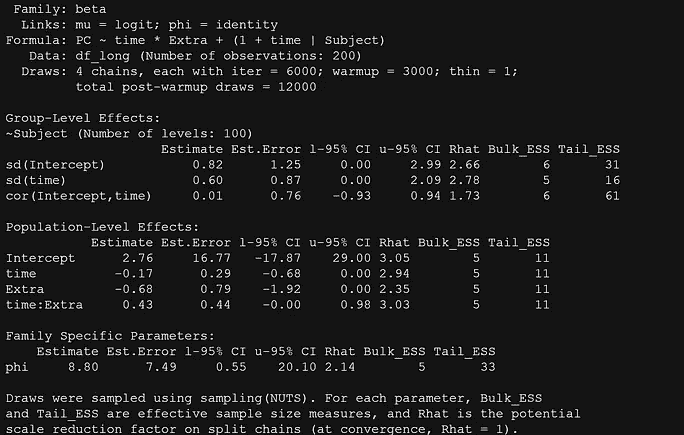 Family: beta
Links: mu = logit; phi = identity
Formula: PC ~ time * Extra + (1 + time | Subject)
Data: df_long (Number of observations: 200)
Draws: 4 chains, each with iter = 6000; warmup = 3000; thin = 1;
total post-warmup draws = 12000
Group-Level Effects:
~Subject (Number of levels: 100)
Estimate Est.Error l-95% CI u-95% CI Rhat Bulk_ESS Tail_ESS
sd(Intercept) 0.82 1.25 0.00 2.99 2.66 6 31
sd(time) 0.60 0.87 0.00 2.09 2.78 5 16
cor(Intercept,time) 0.01 0.76 -0.93 0.94 1.73 6 61
Population-Level Effects:
Estimate Est.Error l-95% CI u-95% CI Rhat Bulk_ESS Tail_ESS
Intercept 2.76 16.77 -17.87 29.00 3.05 5 11
time -0.17 0.29 -0.68 0.00 2.94 5 11
Extra -0.68 0.79 -1.92 0.00 2.35 5 11
time:Extra 0.43 0.44 -0.00 0.98 3.03 5 11
Family Specific Parameters:
Estimate Est.Error l-95% CI u-95% CI Rhat Bulk_ESS Tail_ESS
phi 8.80 7.49 0.55 20.10 2.14 5 33
Draws were sampled using sampling(NUTS). For each parameter, Bulk_ESS
and Tail_ESS are effective sample size measures, and Rhat is the potential
scale reduction factor on split chains (at convergence, Rhat = 1).